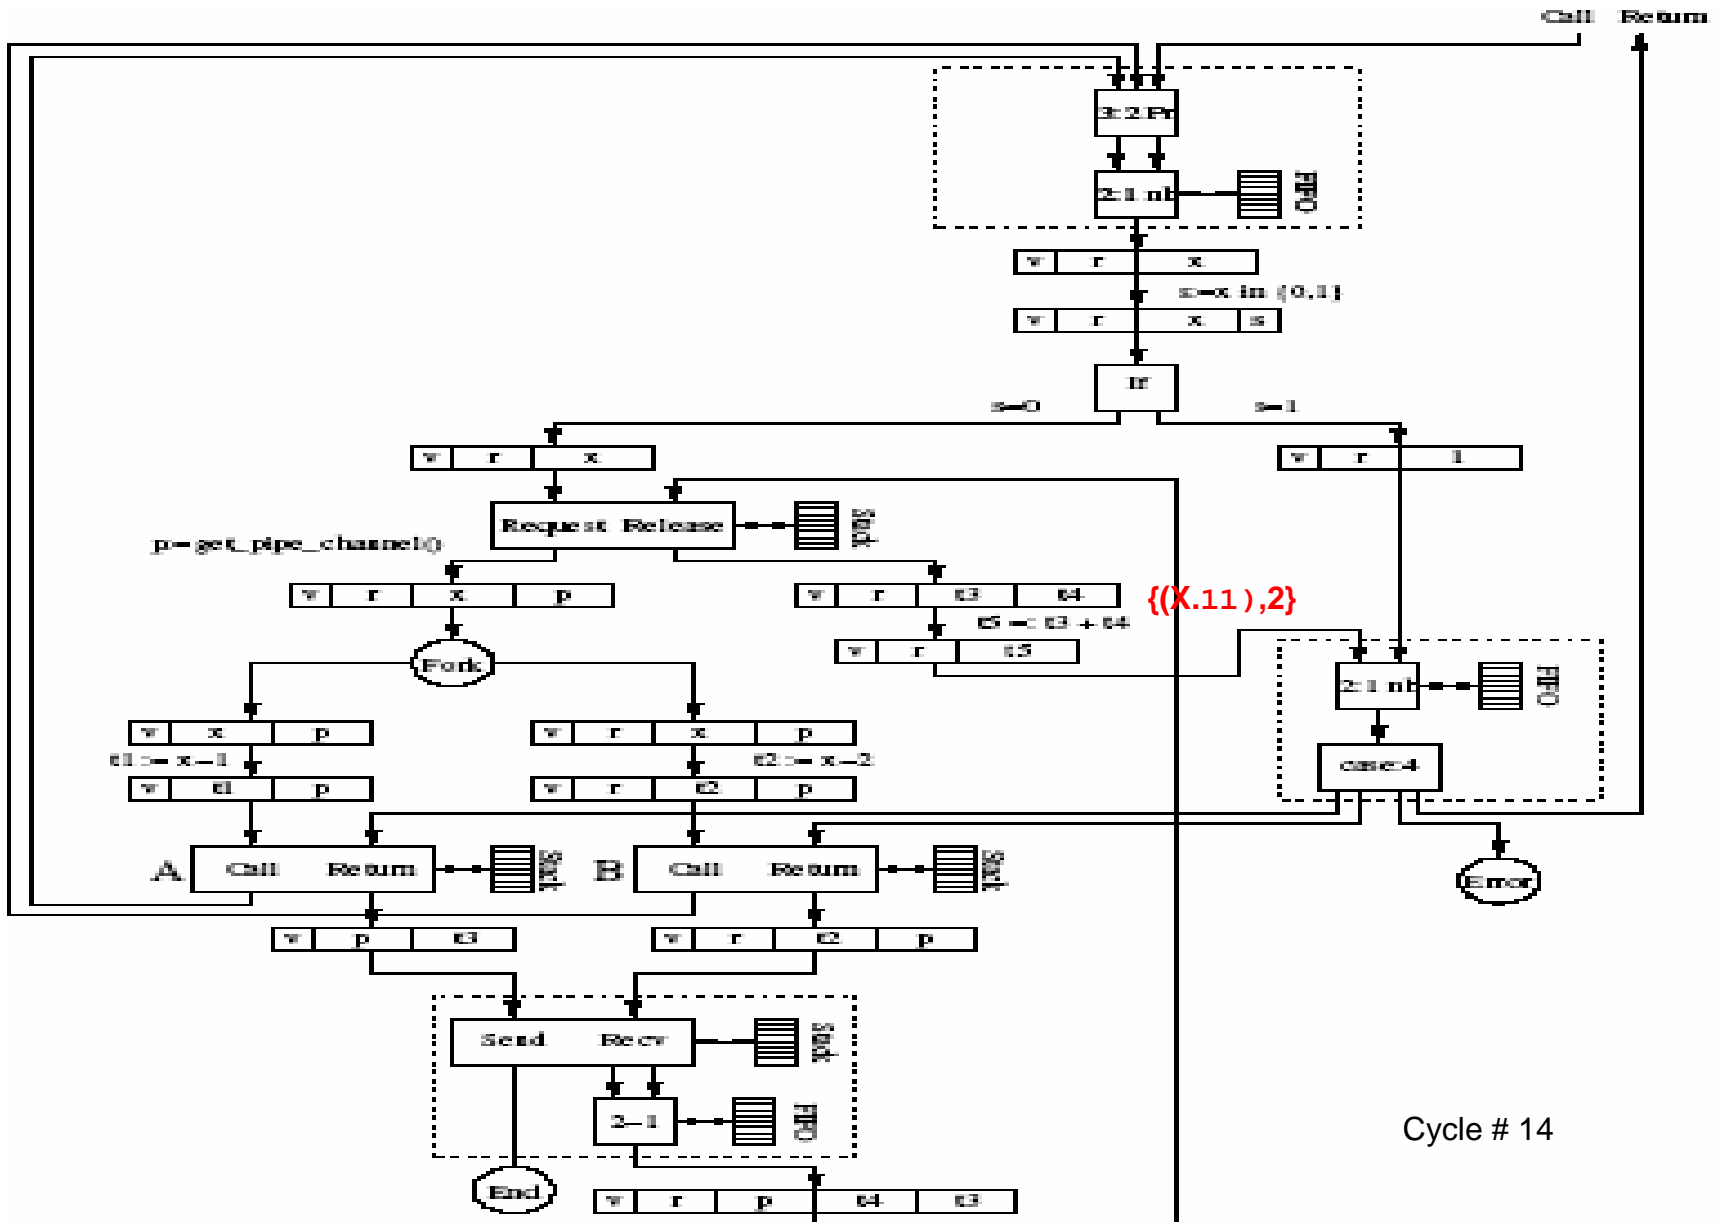 Call Return
3:2 Pr
2:1 nb
FIFO
v r x
s:=x in {0,1}
v r x s
If
s=0 s=1
v r x
v r 1
Request Release
Stack
p=get_pipe_channel()
v r x p
v r t3 t4
{(X.11),2}
t5 =: t3 + t4
v r t5
Fork
2:1 nb
FIFO
v x p
v r x p
t1 := x-1
t2 := x-2
case:4
v t1 p
v r t2 p
A
Call Return
Stack
B
Call Return
Stack
Error
v p t3
v r t2 p
Send Recv
Stack
2-1
FIFO
Cycle # 14
End
v r p t4 t3